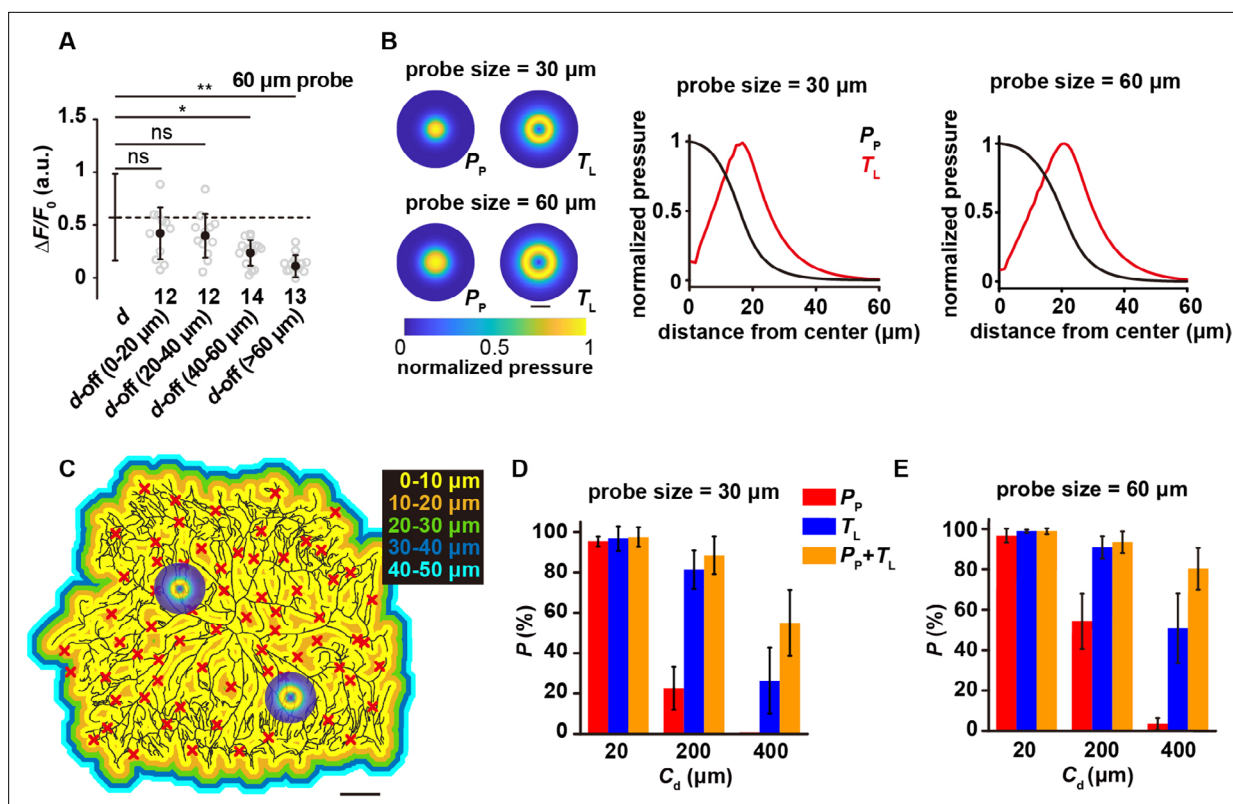 A
60 μm probe
**
*
ns
ns
1.5
1
0.5
0
ΔF/F0 (a.u.)
12 12 14 13
d
d-off (0-20 μm)
d-off (20-40 μm)
d-off (40-60 μm)
d-off (>60 μm)
B
probe size = 30 μm
PP TL
probe size = 60 μm
PP TL
0 0.5 1
normalized pressure
probe size = 30 μm
PP
TL
1
0.5
0
normalized pressure
0 20 40 60
distance from center (μm)
probe size = 60 μm
1
0.5
0
normalized pressure
0 20 40 60
distance from center (μm)
C
0-10 μm
10-20 μm
20-30 μm
30-40 μm
40-50 μm
D
probe size = 30 μm
PP
TL
PP+TL
100
80
60
40
20
0
P (%)
20 200 400
Cd (μm)
E
probe size = 60 μm
100
80
60
40
20
0
P (%)
20 200 400
Cd (μm)